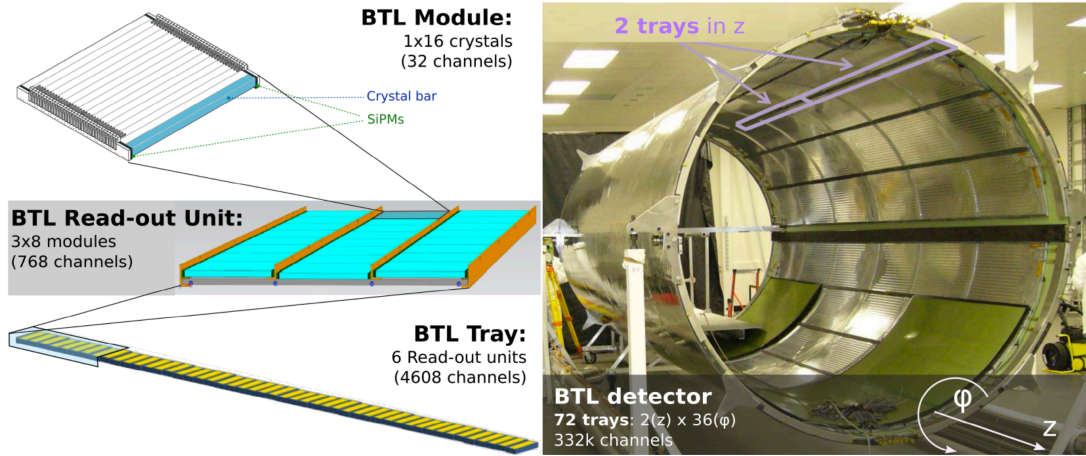 BTL Module:
1x16 crystals
(32 channels)
Crystal bar
SiPMs
BTL Read-out Unit:
3x8 modules
(768 channels)
BTL Tray:
6 Read-out units
(4608 channels)
2 trays in z
BTL detector
72 trays: 2(z) x 36(φ)
332k channels
φ
z